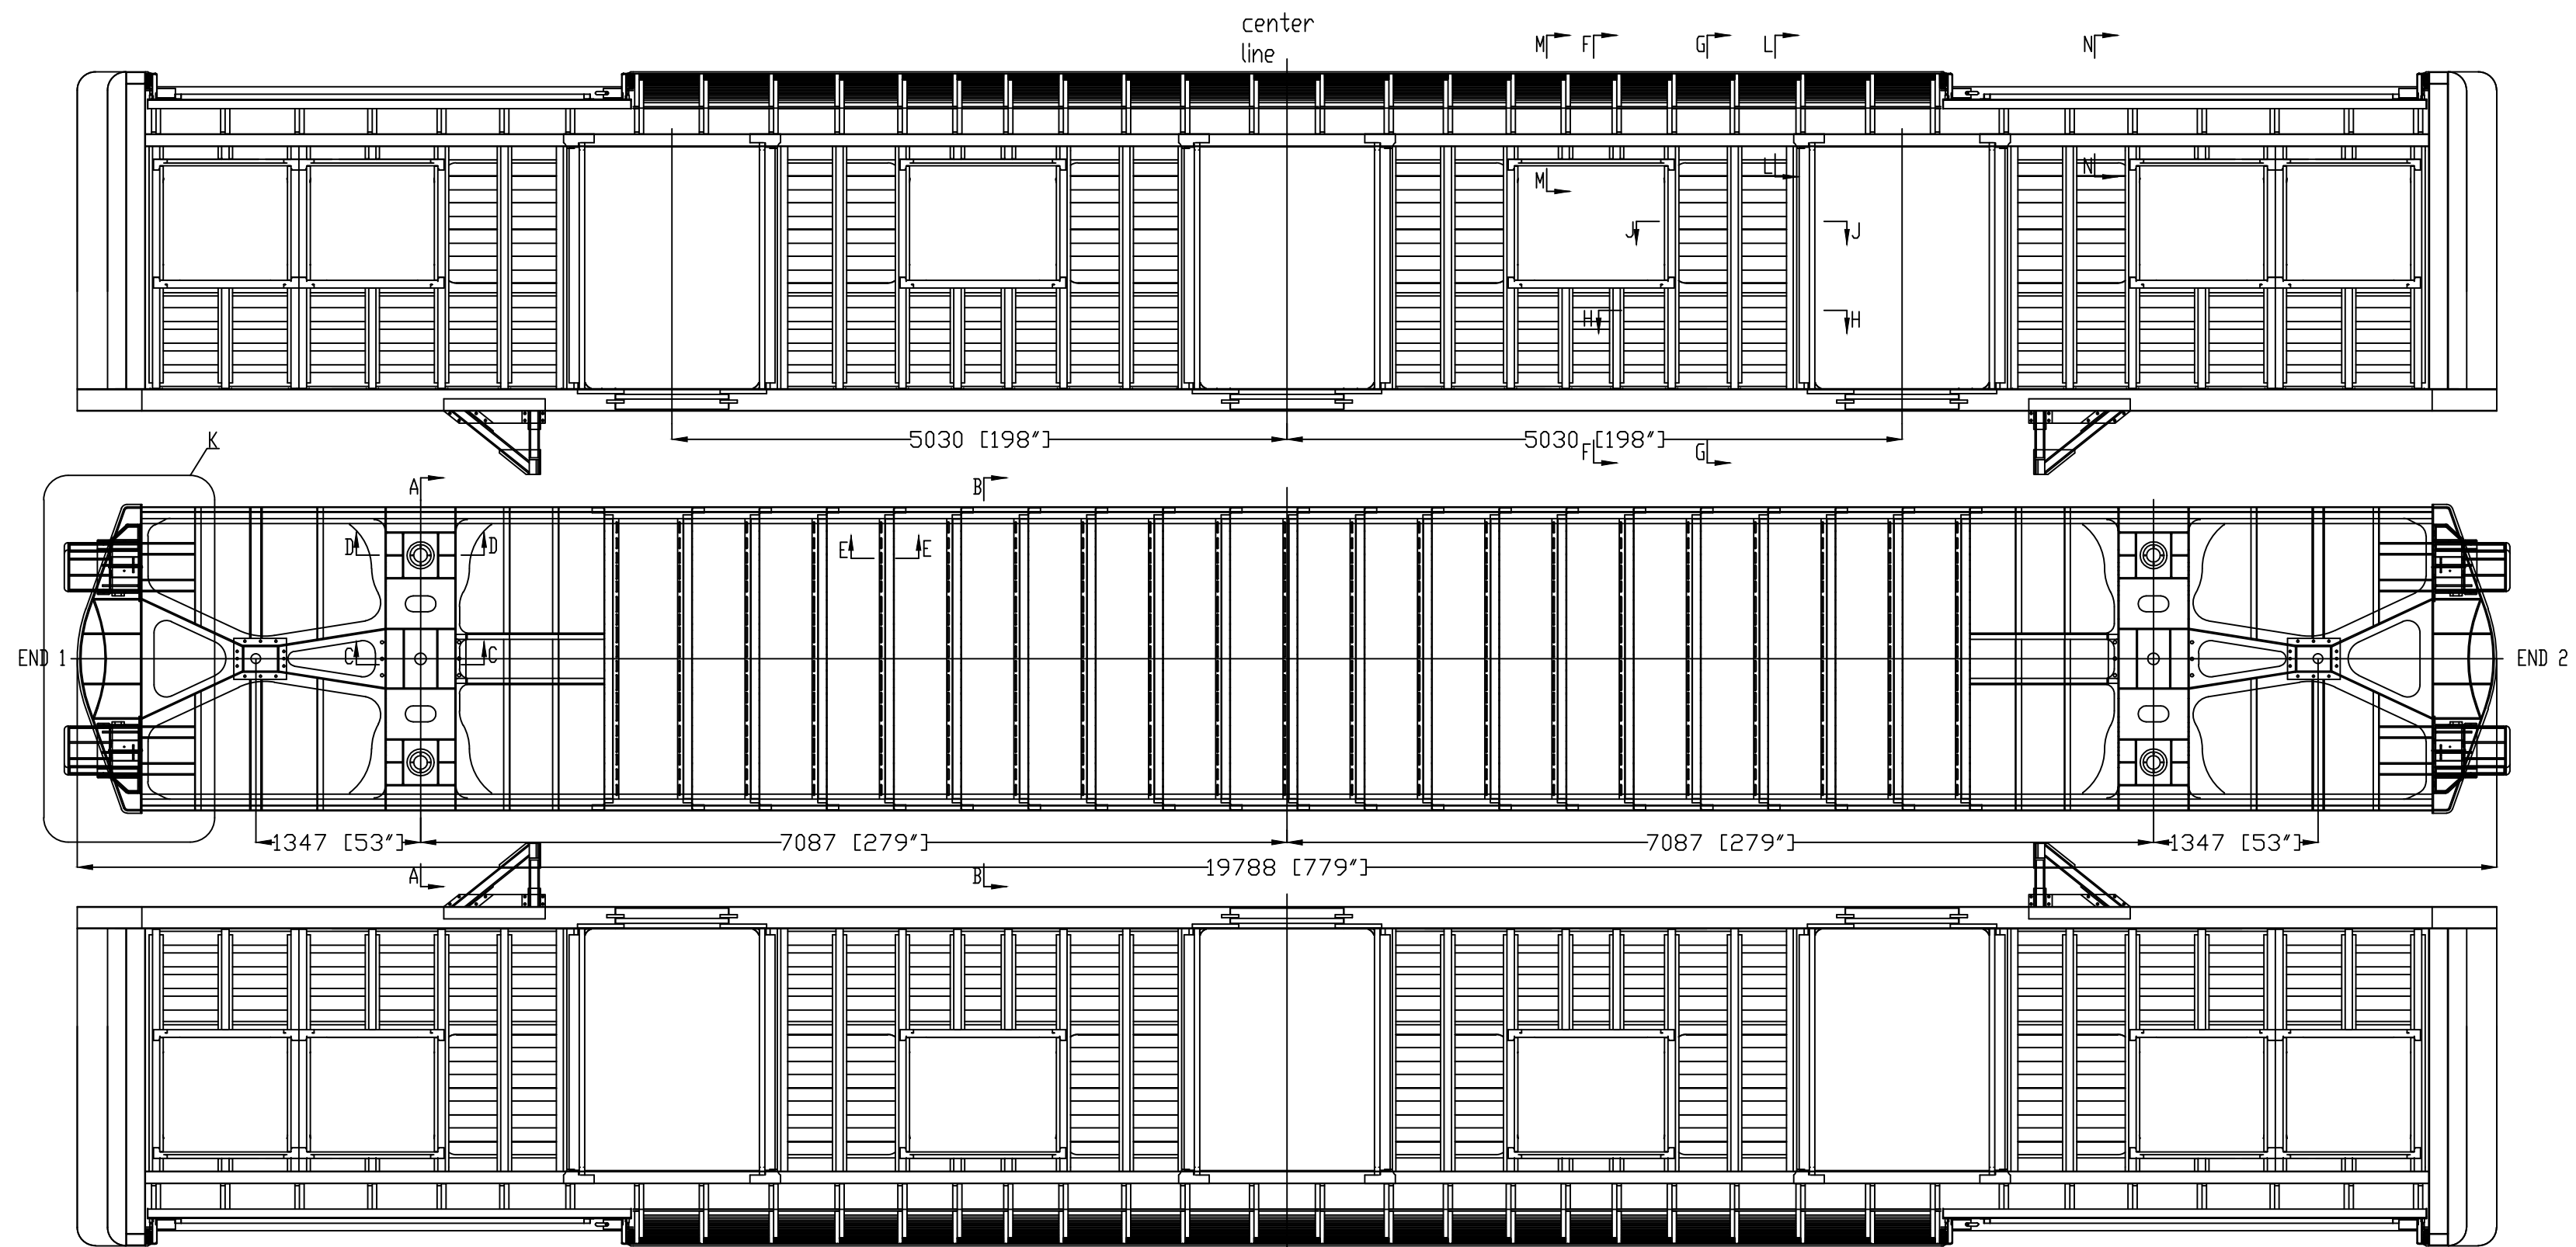 center
line
M F G L N
L N
M
J J
H H
5030 [198″] 5030 [198″]
F G
K
A B
D D E E
C C
END 1 END 2
1347 [53″] 7087 [279″] 7087 [279″] 1347 [53″]
19788 [779″]
A B